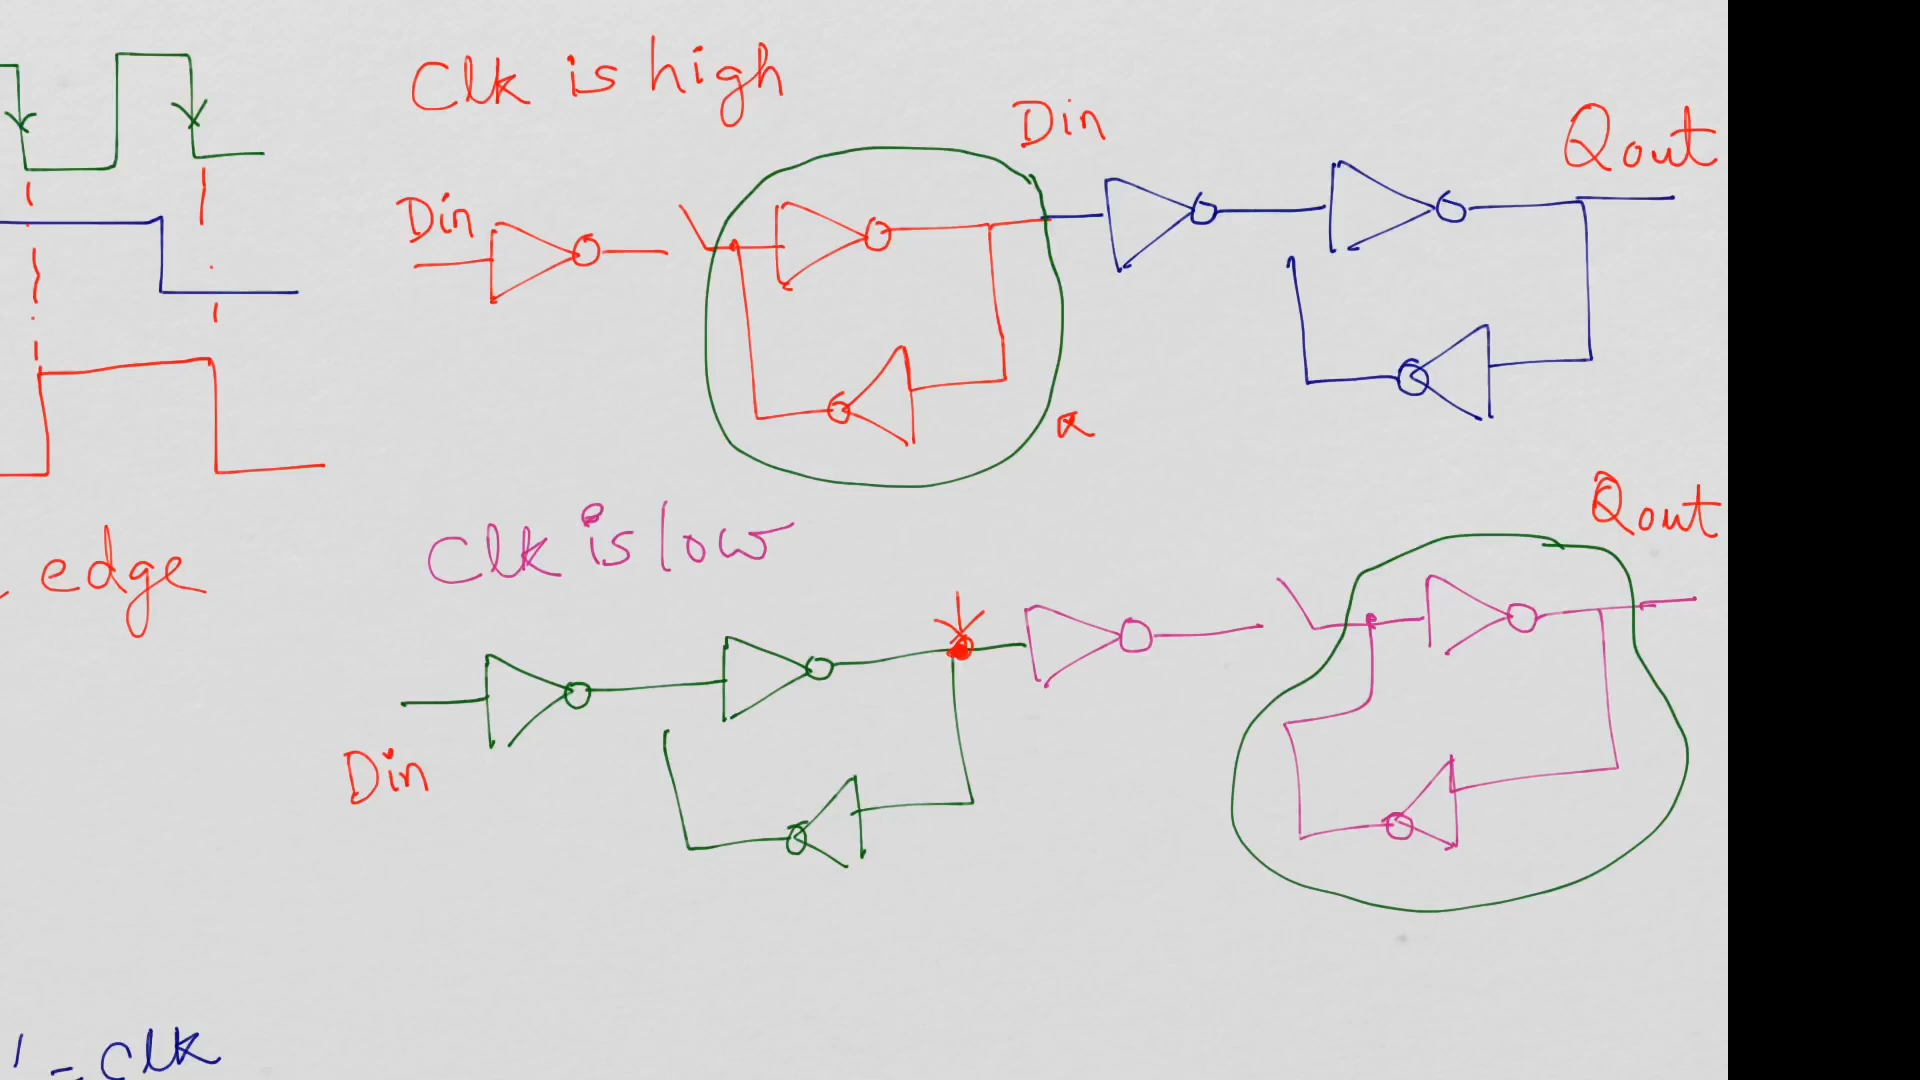 Clk is high
Din
Qout
Din
Qout
edge
Clk is low
Din
= Clk